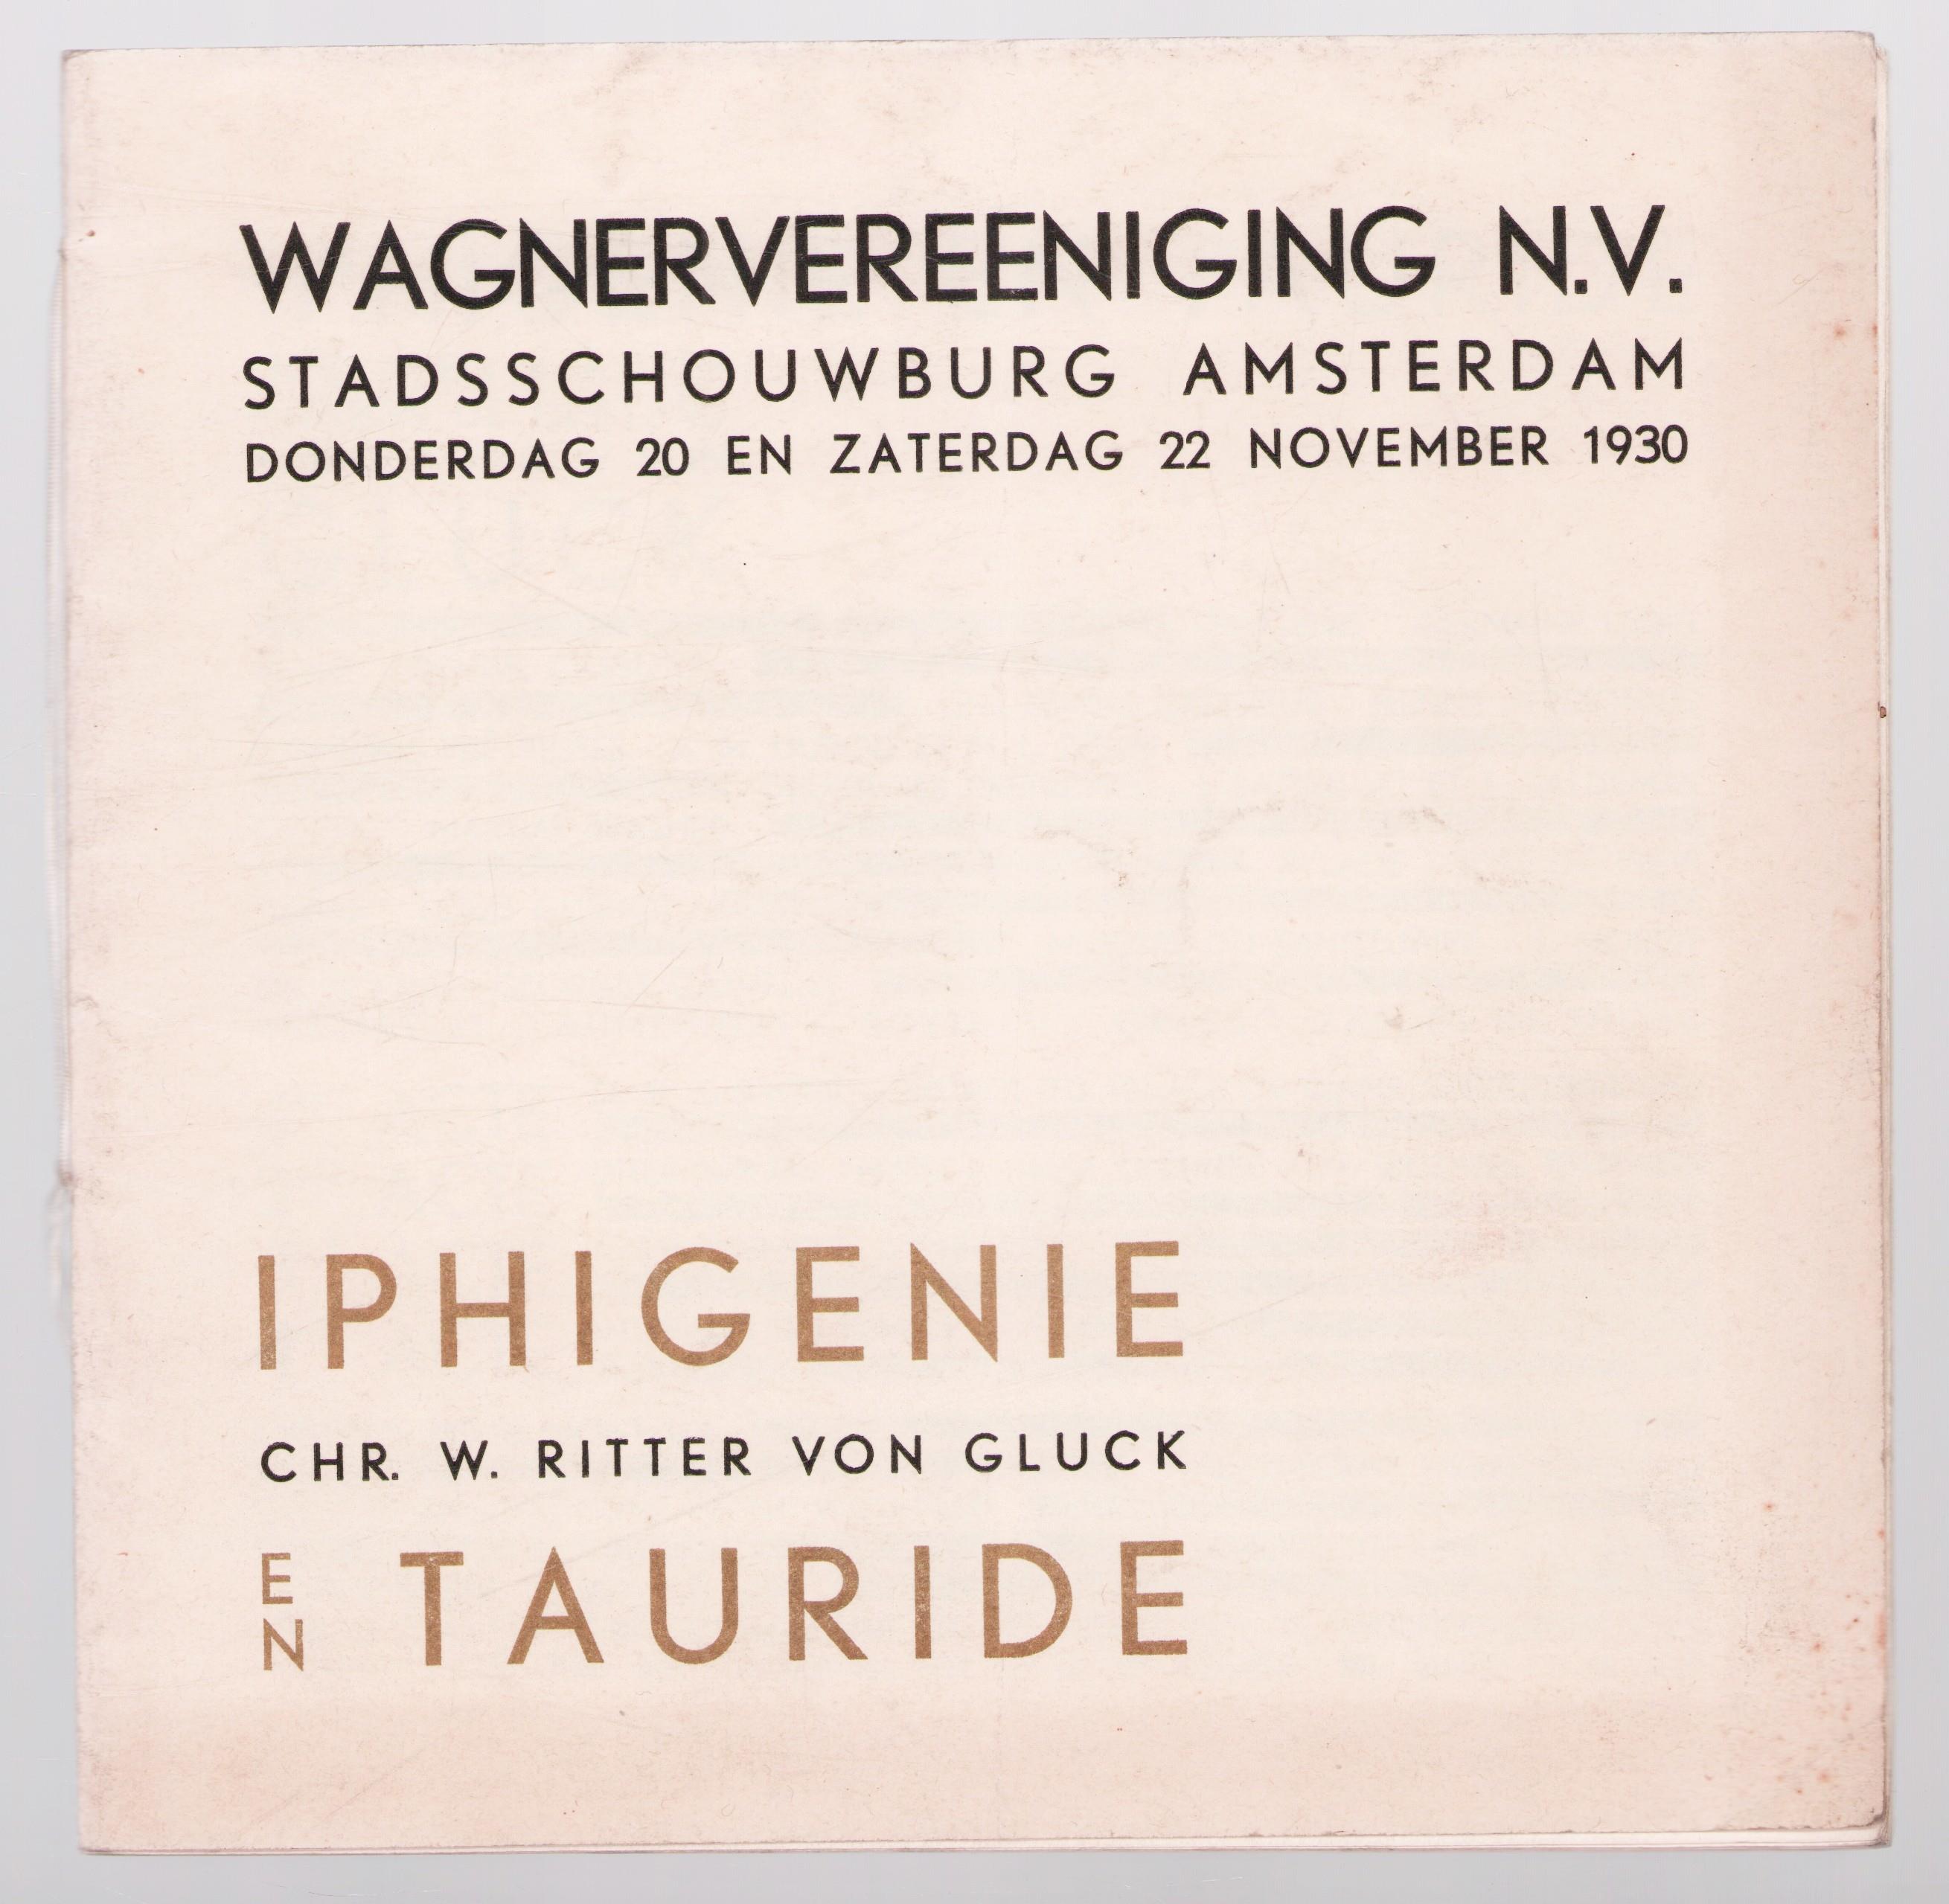 WAGNERVEREENIGING N.V.
STADSSCHOUWBURG AMSTERDAM
DONDERDAG 20 EN ZATERDAG 22 NOVEMBER 1930
IPHIGENIE
CHR. W. RITTER VON GLUCK
EN TAURIDE